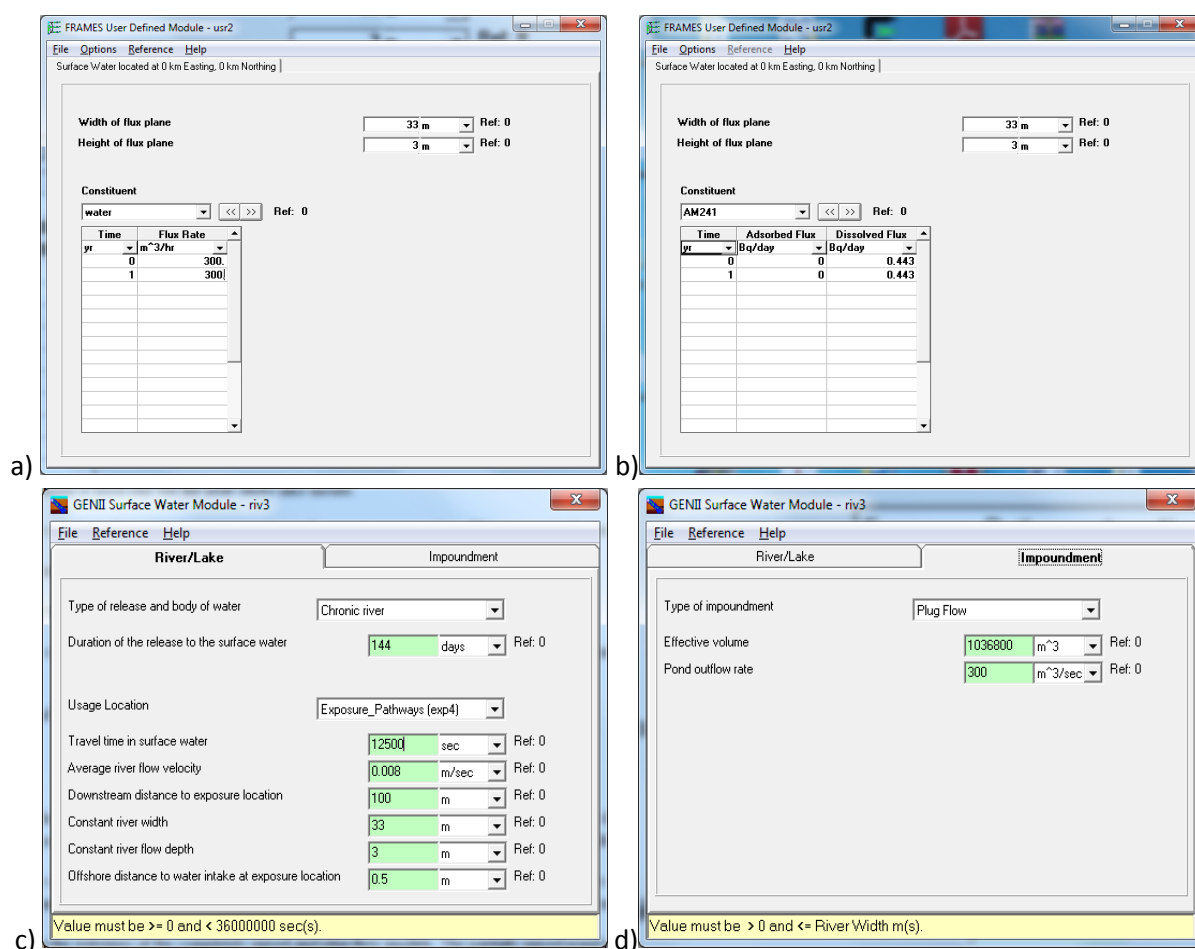 FRAMES User Defined Module - usr2
File Options Reference Help
Surface Water located at 0 km Easting, 0 km Northing
Width of flux plane 33 m Ref: 0
Height of flux plane 3 m Ref: 0
Constituent
water << >> Ref: 0
Time Flux Rate
yr m^3/hr
0 300.
1 300
a)
FRAMES User Defined Module - usr2
File Options Reference Help
Surface Water located at 0 km Easting, 0 km Northing
Width of flux plane 33 m Ref: 0
Height of flux plane 3 m Ref: 0
Constituent
AM241 << >> Ref: 0
Time Adsorbed Flux Dissolved Flux
yr Bq/day Bq/day
0 0 0.443
1 0 0.443
b)
GENII Surface Water Module - riv3
File Reference Help
River/Lake Impoundment
Type of release and body of water Chronic river
Duration of the release to the surface water 144 days Ref: 0
Usage Location Exposure_Pathways (exp4)
Travel time in surface water 12500 sec Ref: 0
Average river flow velocity 0.008 m/sec Ref: 0
Downstream distance to exposure location 100 m Ref: 0
Constant river width 33 m Ref: 0
Constant river flow depth 3 m Ref: 0
Offshore distance to water intake at exposure location 0.5 m Ref: 0
Value must be >= 0 and < 36000000 sec(s).
c)
GENII Surface Water Module - riv3
File Reference Help
River/Lake Impoundment
Type of impoundment Plug Flow
Effective volume 1036800 m^3 Ref: 0
Pond outflow rate 300 m^3/sec Ref: 0
Value must be > 0 and <= River Width m(s).
d)